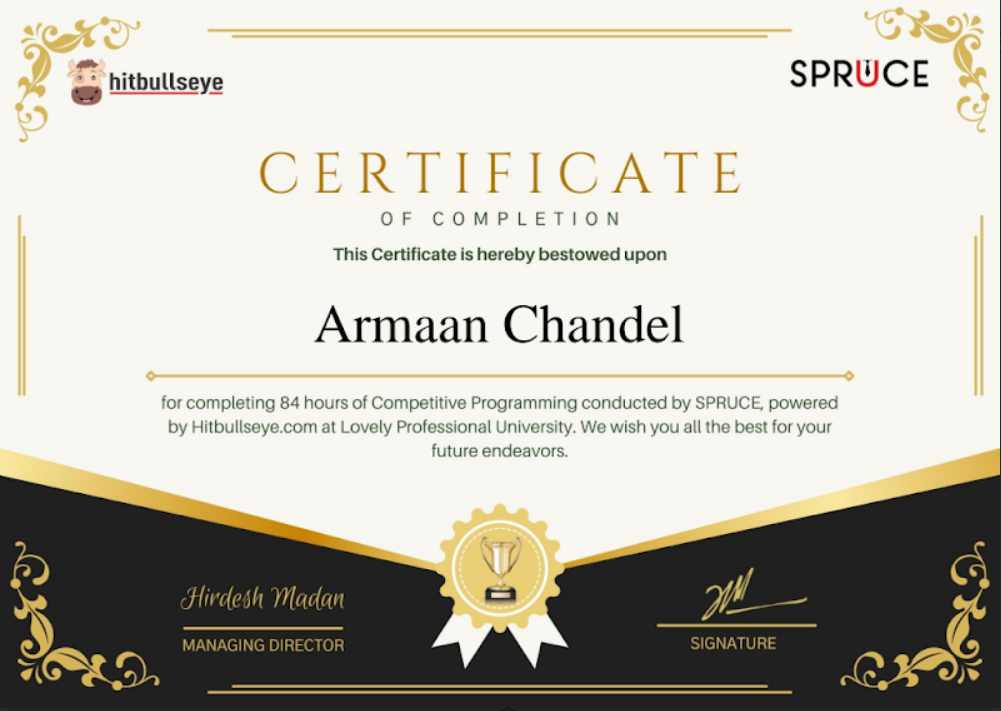 hitbullseye
SPRUCE
CERTIFICATE
OF COMPLETION
This Certificate is hereby bestowed upon
Armaan Chandel
for completing 84 hours of Competitive Programming conducted by SPRUCE, powered
by Hitbullseye.com at Lovely Professional University. We wish you all the best for your
future endeavors.
Hirdesh Madan
MANAGING DIRECTOR
SIGNATURE